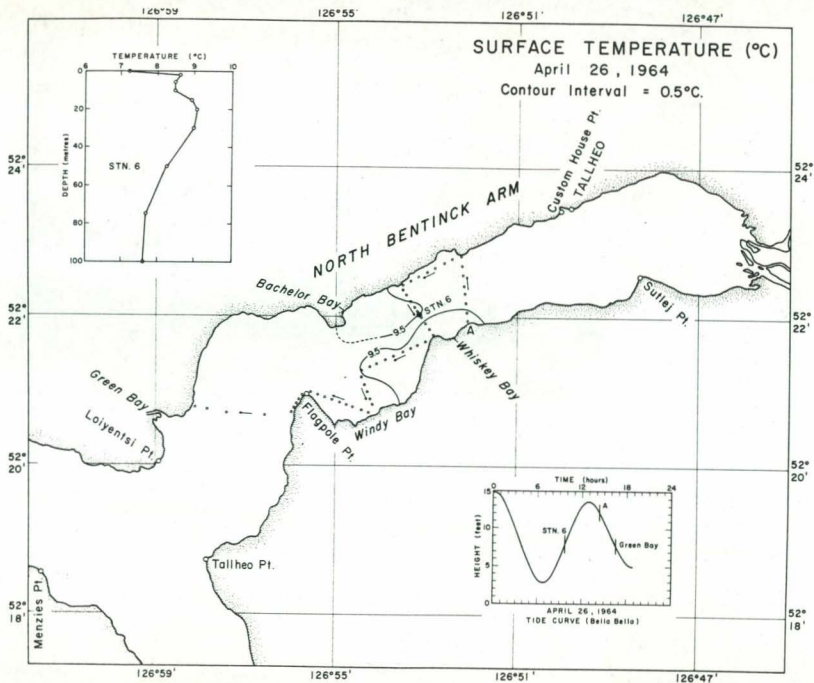 126°59' 126°55' 126°51' 126°47'
SURFACE TEMPERATURE (°C)
April 26, 1964
Contour Interval = 0.5°C.
TEMPERATURE (°C)
6 7 8 9 10
0
20
40
60
80
100
DEPTH (metres)
STN. 6
52° 24'
52° 24'
Custom House Pt.
TALLHEO
NORTH BENTINCK ARM
Bachelor Bay
STN. 6
9.5
9.5
A
Sutlej Pt.
52° 22'
52° 22'
Whiskey Bay
Green Bay
Loiyentsi Pt.
Flagpole Pt.
Windy Bay
52° 20'
52° 20'
TIME (hours)
0 6 12 18 24
15
10
5
0
HEIGHT (feet)
STN. 6
A
Green Bay
APRIL 26, 1964
TIDE CURVE (Bella Bella)
Tallheo Pt.
Menzies Pt.
52° 18'
52° 18'
126°59' 126°55' 126°51' 126°47'